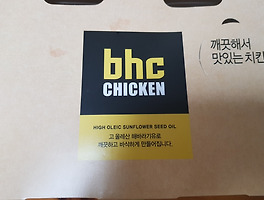 bhc
CHICKEN
HIGH OLEIC SUNFLOWER SEED OIL
고 올레산 해바라기유로
깨끗하고 바삭하게 만들어집니다.
깨끗해서
맛있는 치킨